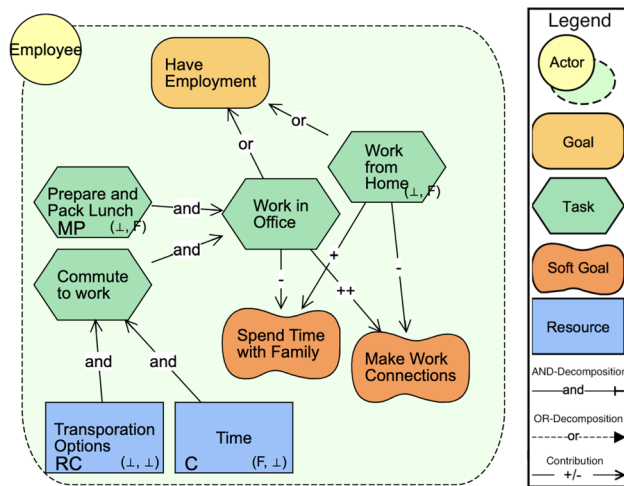 Employee
Have
Employment
or
or
Work
from
Home
(⊥, F)
Prepare and
Pack Lunch
MP
(⊥, F)
and
Work in
Office
and
Commute
to work
-
+
-
++
Spend Time
with Family
Make Work
Connections
and
and
Transporation
Options
RC
(⊥, ⊥)
Time
C
(F, ⊥)
Legend
Actor
Goal
Task
Soft Goal
Resource
AND-Decomposition
and
OR-Decomposition
or
Contribution
+/-